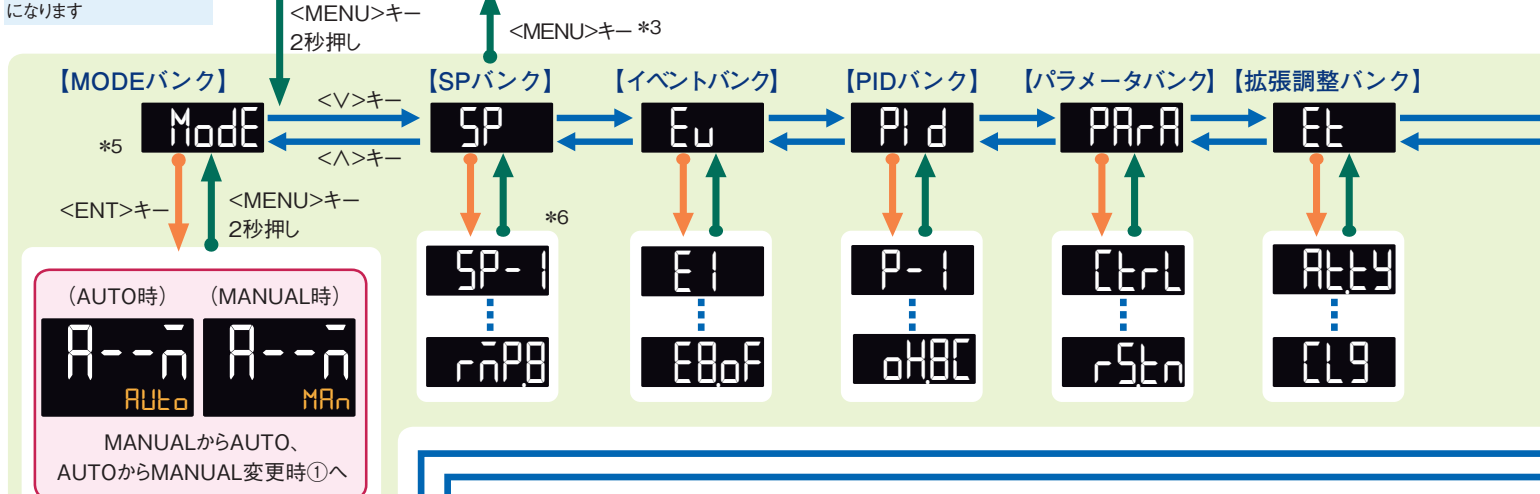 になります
<MENU>キー
2秒押し
<MENU>キー *3
【MODEバンク】
【SPバンク】
【イベントバンク】
【PIDバンク】
【パラメータバンク】
【拡張調整バンク】
*5
ModE
<∨>キー
<∧>キー
SP
Eu
PId
PArA
Et
<ENT>キー
<MENU>キー
2秒押し
*6
SP-1
E1
P-1
CtrL
At.ty
(AUTO時)
(MANUAL時)
A--m̄
AUto
A--m̄
MAn
rm̄P.8
E8.oF
oH.8C
rS.tn
CL9
MANUALからAUTO、
AUTOからMANUAL変更時①へ